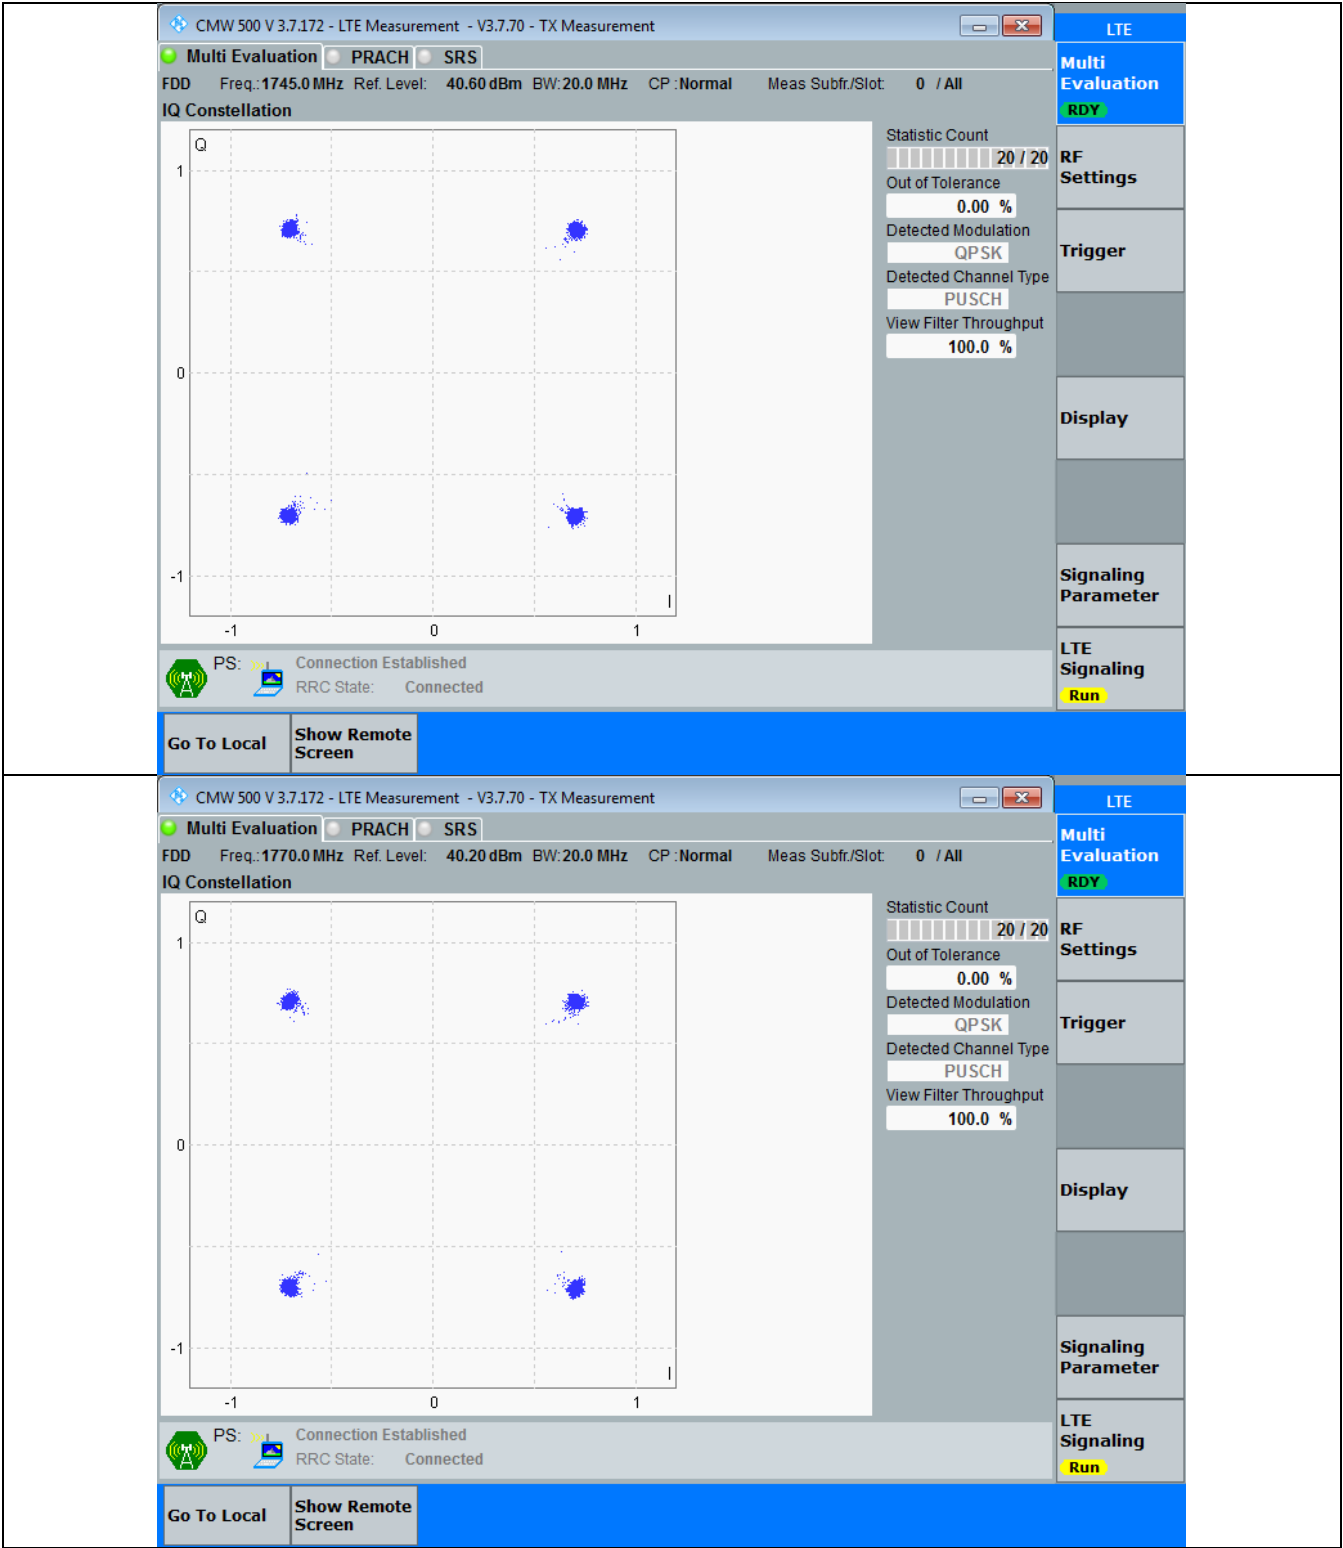 CMW 500 V 3.7.172 - LTE Measurement - V3.7.70 - TX Measurement
LTE
Multi Evaluation PRACH SRS
Multi
Evaluation
RDY
FDD Freq.:1745.0 MHz Ref. Level: 40.60 dBm BW:20.0 MHz CP :Normal Meas Subfr./Slot: 0 / All
IQ Constellation
Q
1
0
-1
I
-1 0 1
Statistic Count
20 / 20
Out of Tolerance
0.00 %
Detected Modulation
QPSK
Detected Channel Type
PUSCH
View Filter Throughput
100.0 %
RF
Settings
Trigger
Display
Signaling
Parameter
LTE
Signaling
Run
PS: Connection Established
RRC State: Connected
Go To Local
Show Remote
Screen
CMW 500 V 3.7.172 - LTE Measurement - V3.7.70 - TX Measurement
LTE
Multi Evaluation PRACH SRS
Multi
Evaluation
RDY
FDD Freq.:1770.0 MHz Ref. Level: 40.20 dBm BW:20.0 MHz CP :Normal Meas Subfr./Slot: 0 / All
IQ Constellation
Q
1
0
-1
I
-1 0 1
Statistic Count
20 / 20
Out of Tolerance
0.00 %
Detected Modulation
QPSK
Detected Channel Type
PUSCH
View Filter Throughput
100.0 %
RF
Settings
Trigger
Display
Signaling
Parameter
LTE
Signaling
Run
PS: Connection Established
RRC State: Connected
Go To Local
Show Remote
Screen